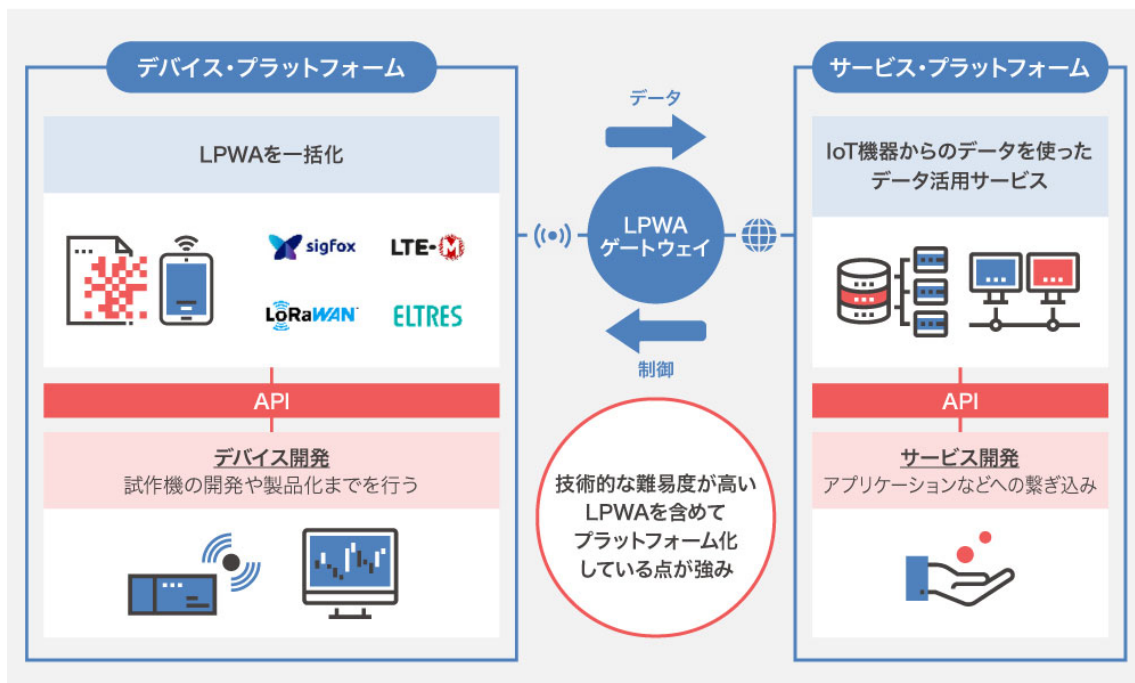 デバイス・プラットフォーム
LPWAを一括化
sigfox
LTE-M
LoRaWAN
ELTRES
API
デバイス開発
試作機の開発や製品化までを行う
データ
LPWA
ゲートウェイ
制御
技術的な難易度が高い
LPWAを含めて
プラットフォーム化
している点が強み
サービス・プラットフォーム
IoT機器からのデータを使った
データ活用サービス
API
サービス開発
アプリケーションなどへの繋ぎ込み